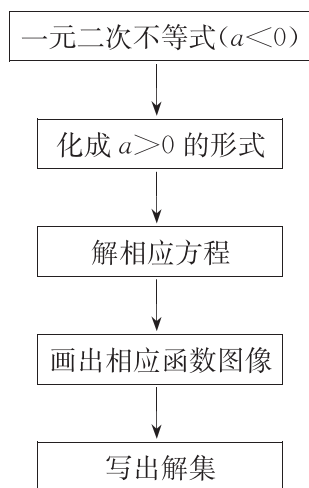 一元二次不等式(a<0)
化成 a>0 的形式
解相应方程
画出相应函数图像
写出解集